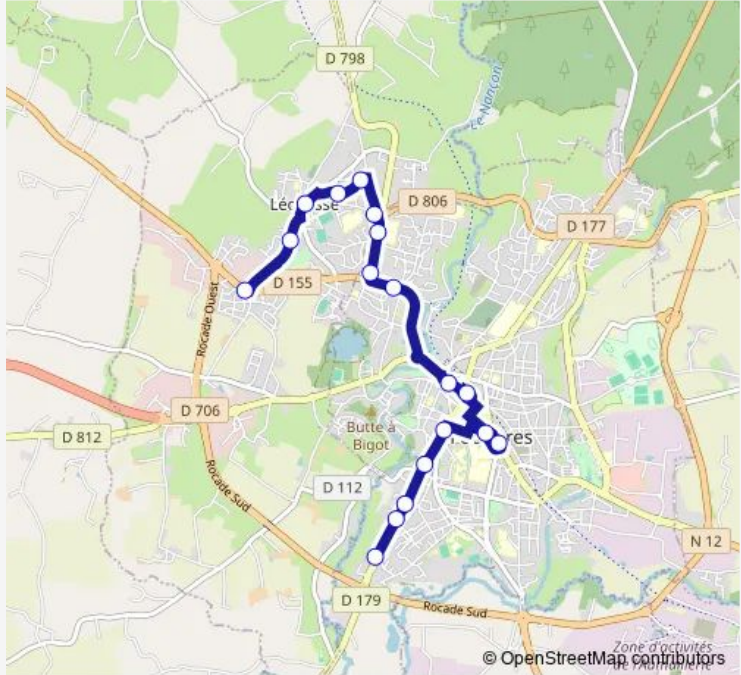 D 798
Le Nançon
D 806
D 177
D 155
Rocade Ouest
D 706
Butte à
Bigot
D 812
D 112
Rocade Sud
N 12
D 179
Rocade Sud
Zone d'activités
© OpenStreetMap contributors